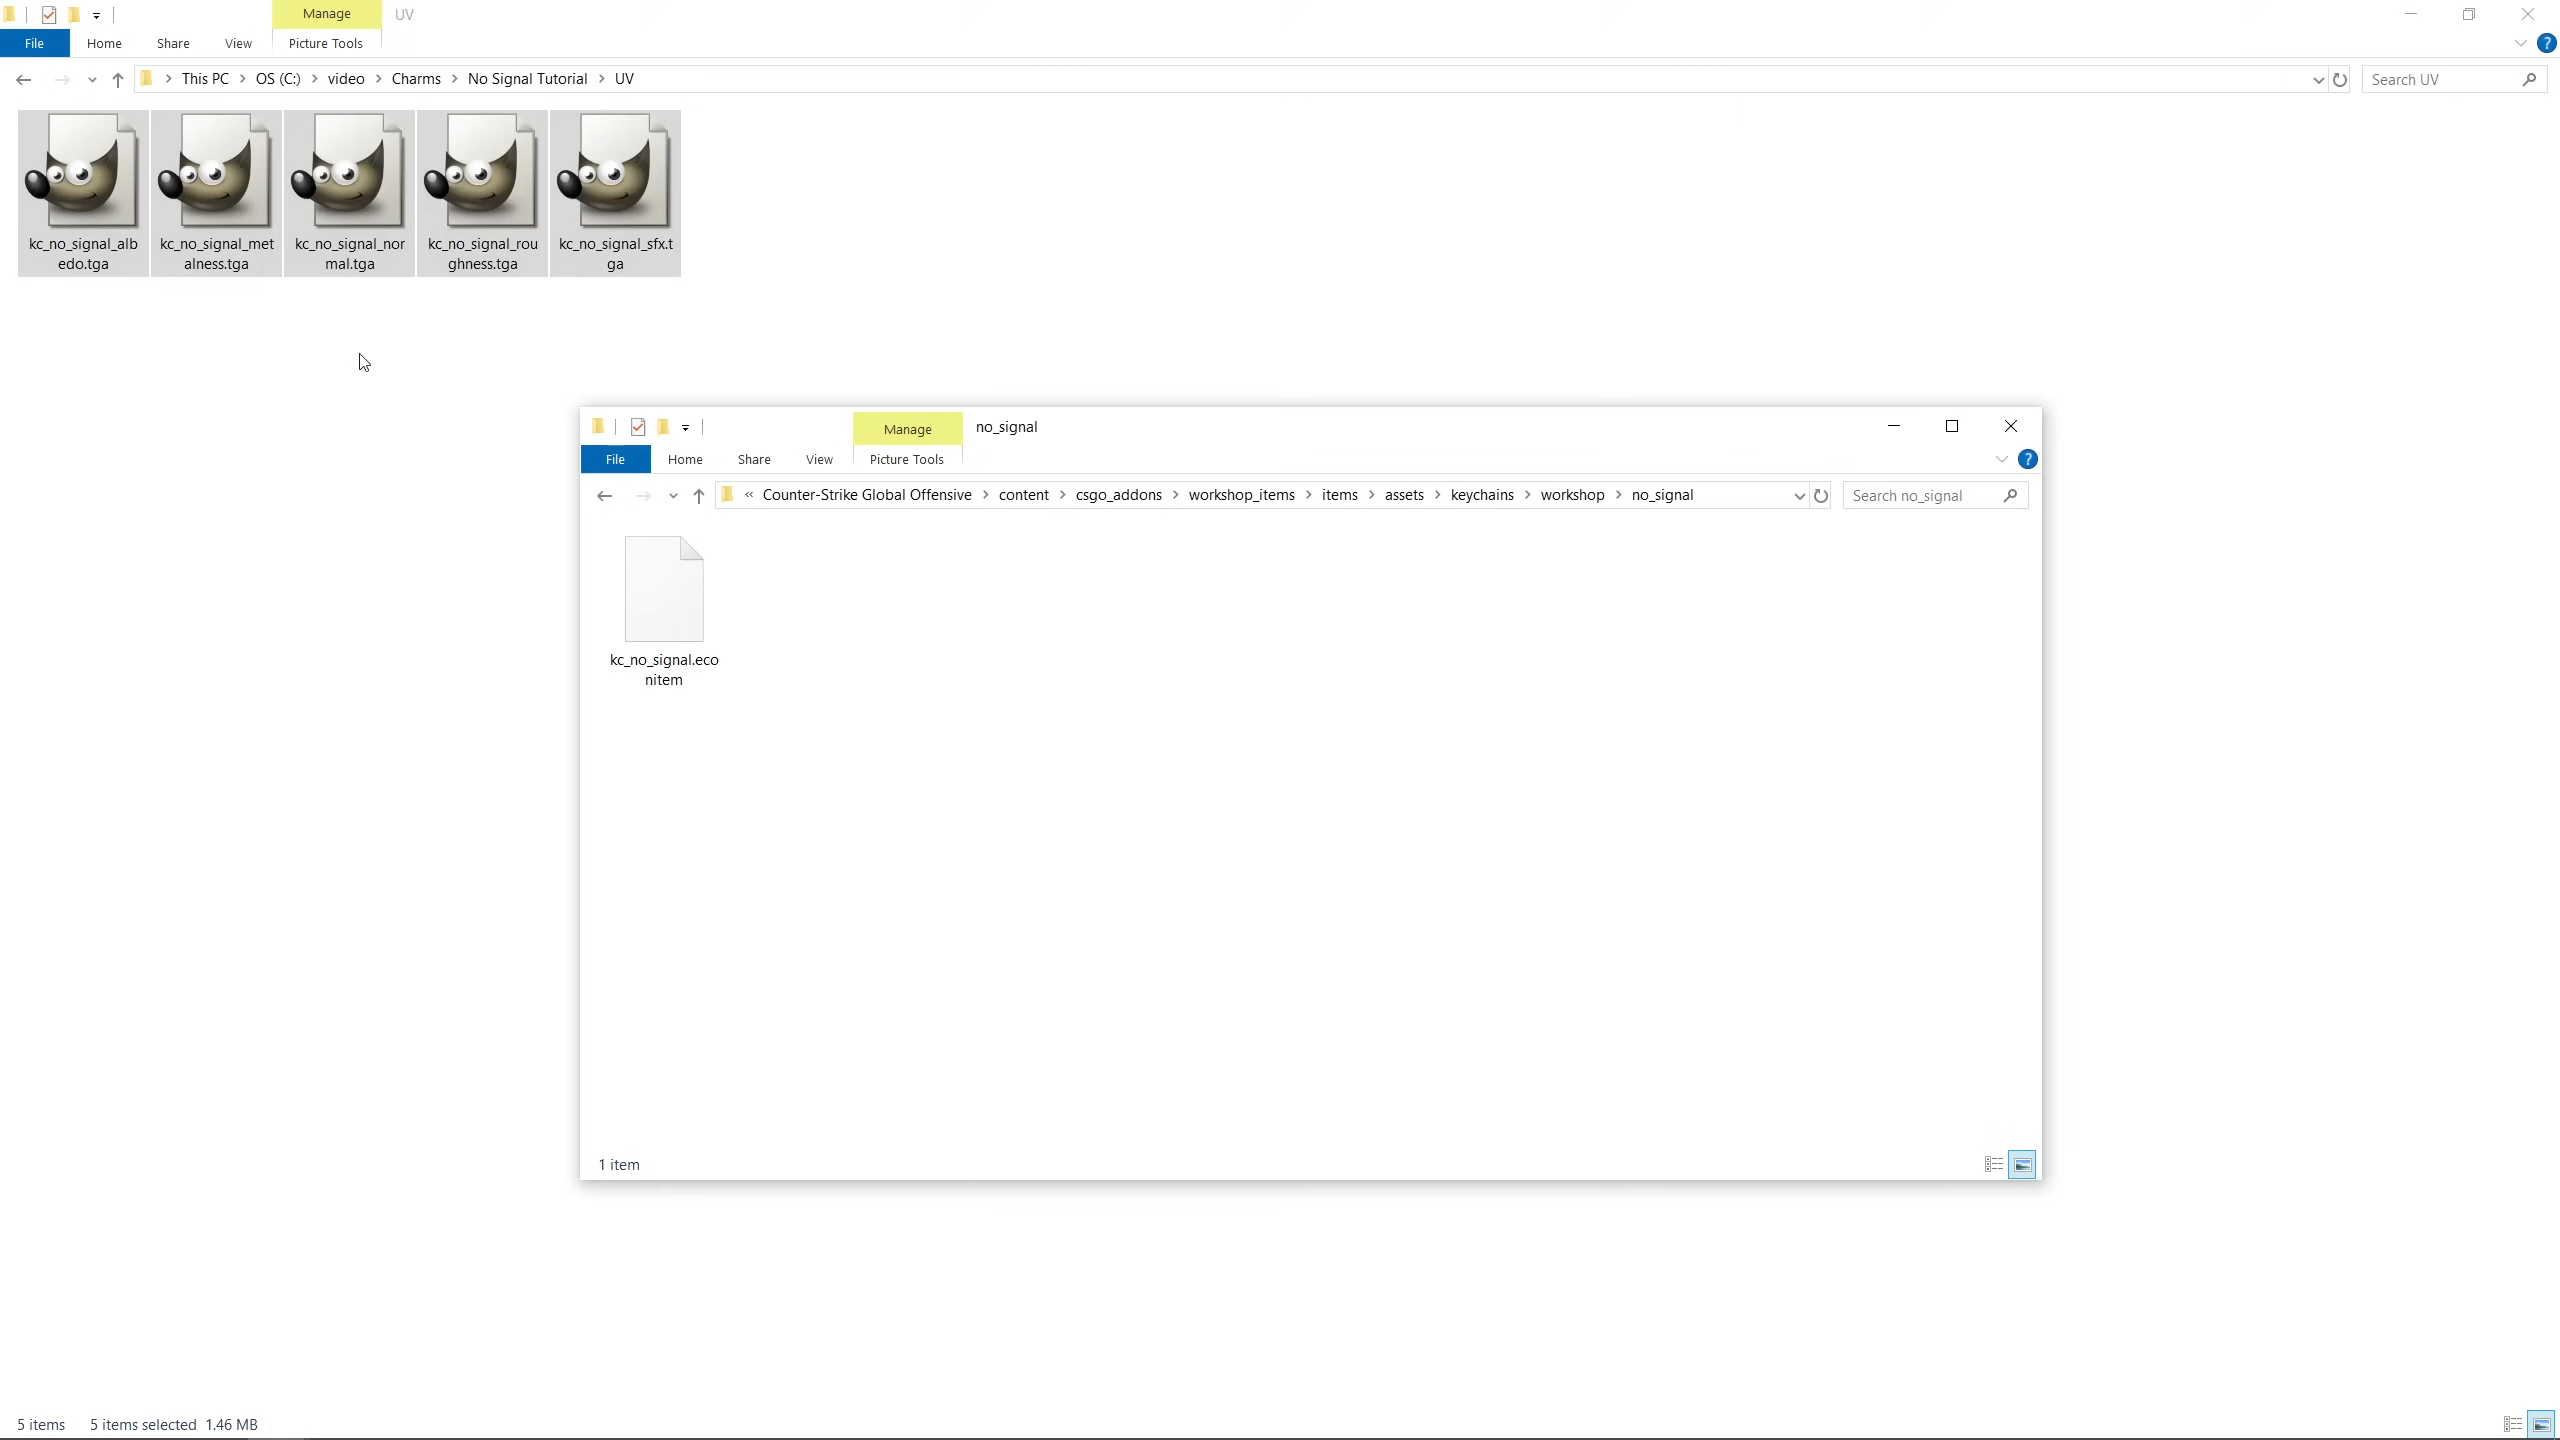 Manage UV
File Home Share View Picture Tools
This PC OS (C:) video Charms No Signal Tutorial UV Search UV
kc_no_signal_alb
edo.tga
kc_no_signal_met
alness.tga
kc_no_signal_nor
mal.tga
kc_no_signal_rou
ghness.tga
kc_no_signal_sfx.t
ga
Manage no_signal
File Home Share View Picture Tools
« Counter-Strike Global Offensive content csgo_addons workshop_items items assets keychains workshop no_signal Search no_signal
kc_no_signal.eco
nitem
1 item
5 items 5 items selected 1.46 MB